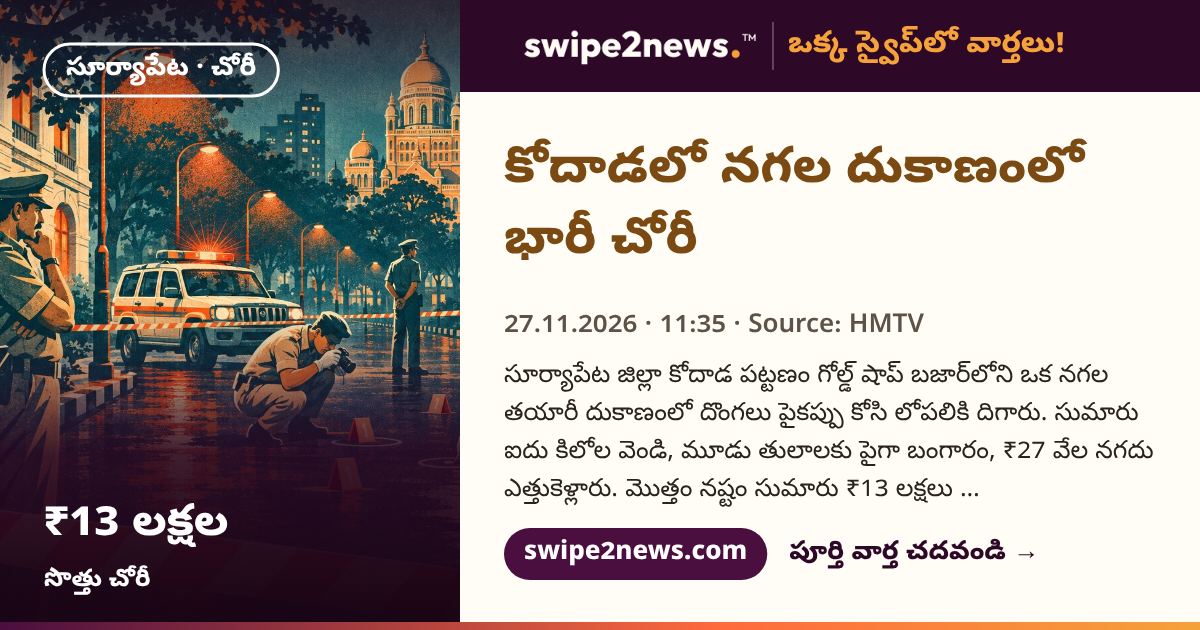 సూర్యాపేట · చోరీ
₹13 లక్షల
సొత్తు చోరీ
swipe2news.™ ఒక్క స్వైప్‌లో వార్తలు!
కోదాడలో నగల దుకాణంలో
భారీ చోరీ
27.11.2026 · 11:35 · Source: HMTV
సూర్యాపేట జిల్లా కోదాడ పట్టణం గోల్డ్ షాప్ బజార్‌లోని ఒక నగల
తయారీ దుకాణంలో దొంగలు పైకప్పు కోసి లోపలికి దిగారు. సుమారు
ఐదు కిలోల వెండి, మూడు తులాలకు పైగా బంగారం, ₹27 వేల నగదు
ఎత్తుకెళ్లారు. మొత్తం నష్టం సుమారు ₹13 లక్షలు ...
swipe2news.com పూర్తి వార్త చదవండి →